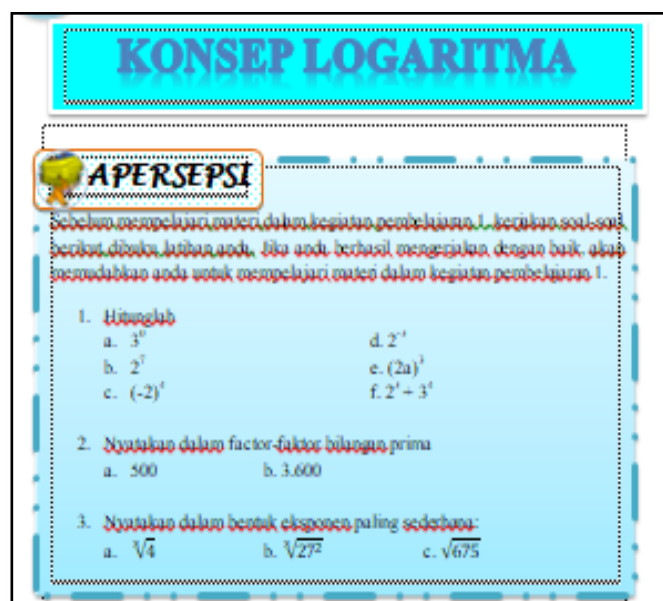 KONSEP LOGARITMA
APERSEPSI
Sebelum mempelajari materi dalam kegiatan pembelajaran 1, kerjakan soal-soal
berikut dibuku latihan anda. Jika anda berhasil mengerjakan dengan baik, akan
memudahkan anda untuk mempelajari materi dalam kegiatan pembelajaran 1.
1. Hitunglah
a. 3⁰ d. 2
b. 2⁷ e. (2a)³
c. (-2)⁴ f. 2⁴ + 3⁴
2. Nyatakan dalam factor-faktor bilangan prima
a. 500 b. 3.600
3. Nyatakan dalam bentuk eksponen paling sederhana:
a. √4 b. √27² c. √675